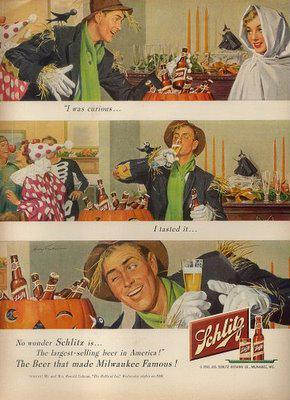 "I was curious...
I tasted it...
No wonder Schlitz is...
The largest-selling beer in America!"
The Beer that made Milwaukee Famous!
Schlitz